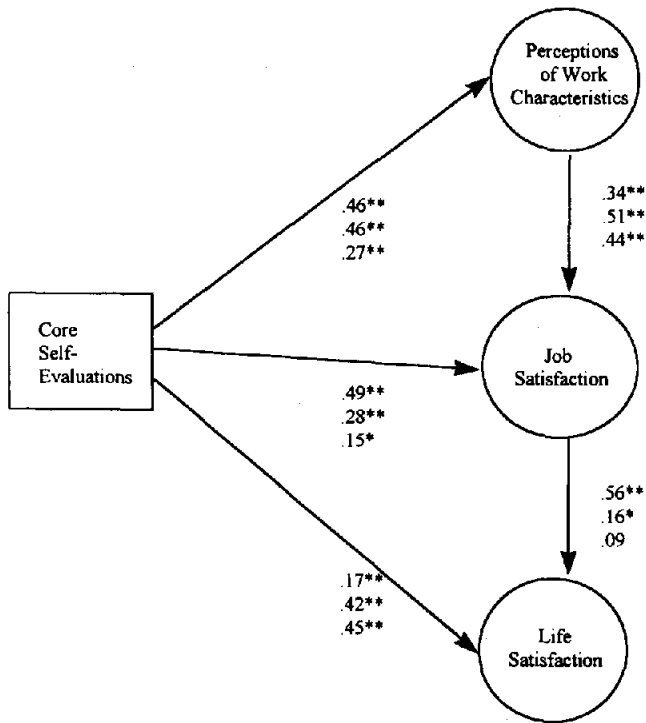 Perceptions
of Work
Characteristics
.46**
.46**
.27**
.34**
.51**
.44**
Core
Self-
Evaluations
Job
Satisfaction
.49**
.28**
.15*
.56**
.16*
.09
.17**
.42**
.45**
Life
Satisfaction